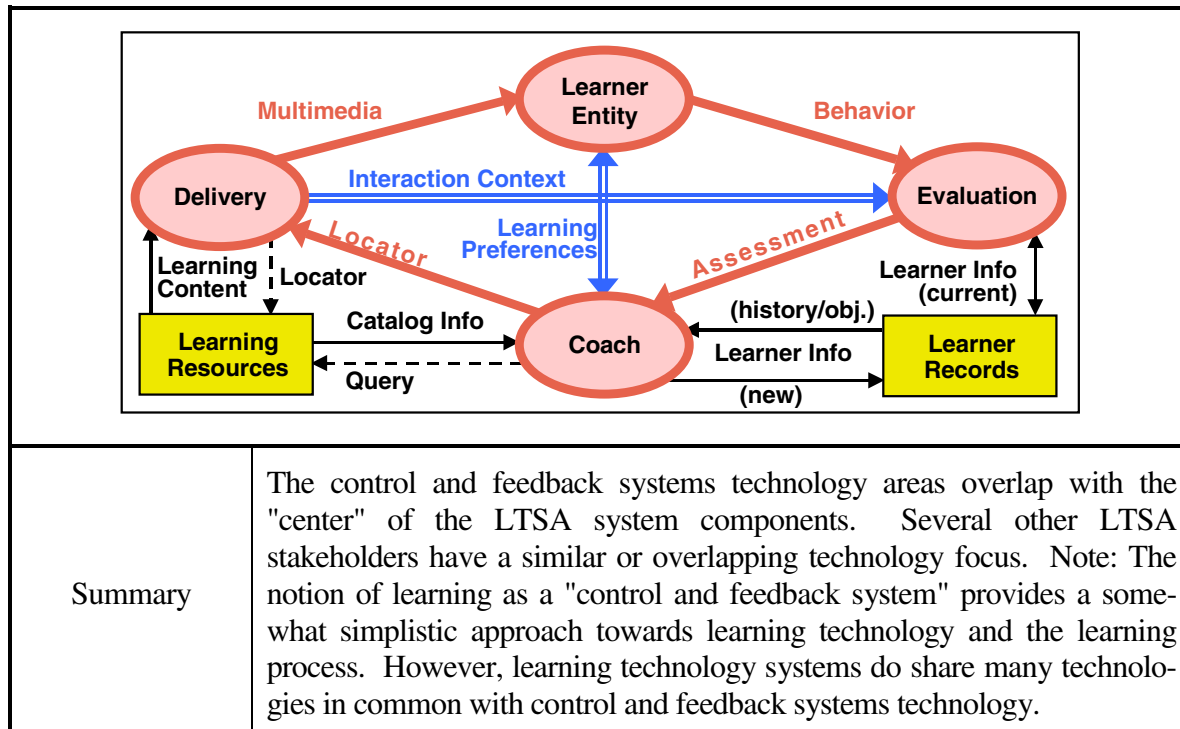 Learner
Entity
Multimedia
Behavior
Delivery
Interaction Context
Evaluation
Learning
Preferences
Locator
Assessment
Learning
Content
Locator
Learner Info
(current)
Catalog Info
(history/obj.)
Learning
Resources
Coach
Learner Info
Learner
Records
Query
(new)
Summary
The control and feedback systems technology areas overlap with the
"center" of the LTSA system components. Several other LTSA
stakeholders have a similar or overlapping technology focus. Note: The
notion of learning as a "control and feedback system" provides a some-
what simplistic approach towards learning technology and the learning
process. However, learning technology systems do share many technolo-
gies in common with control and feedback systems technology.